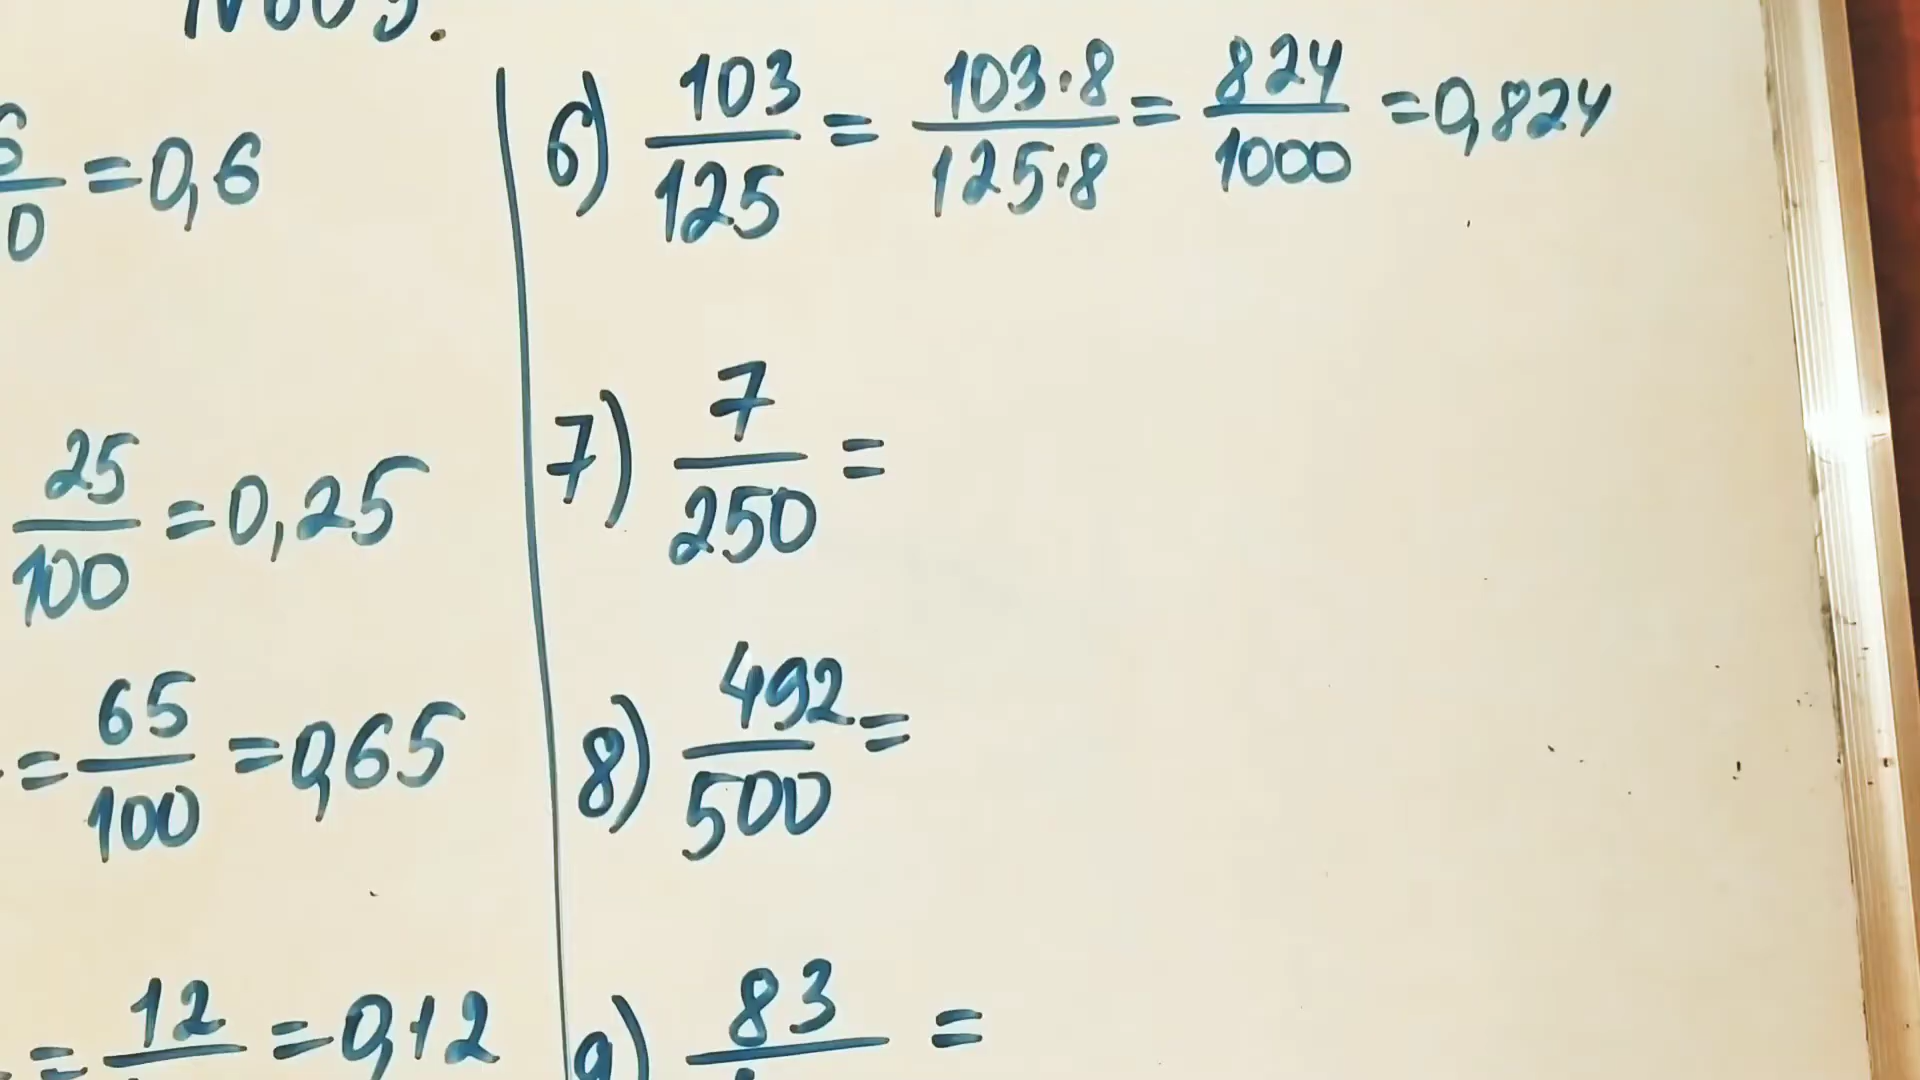 6) 103/125 = 103·8/125·8 = 824/1000 = 0,824
7) 7/250 =
8) 492/500 =
9) 83 =
= 0,6
25/100 = 0,25
= 65/100 = 0,65
= 12 = 0,12